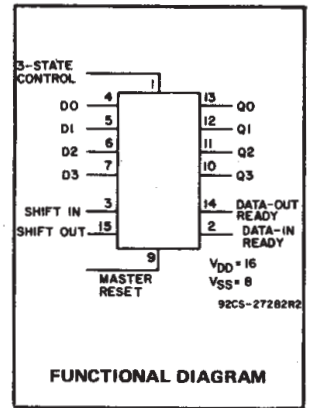 3-STATE
CONTROL
1
D0 4 13 Q0
D1 5 12 Q1
D2 6 11 Q2
D3 7 10 Q3
SHIFT IN 3 14 DATA-OUT
READY
SHIFT OUT 15 2 DATA-IN
READY
9
MASTER
RESET
VDD = 16
VSS = 8
92CS-27282R2
FUNCTIONAL DIAGRAM